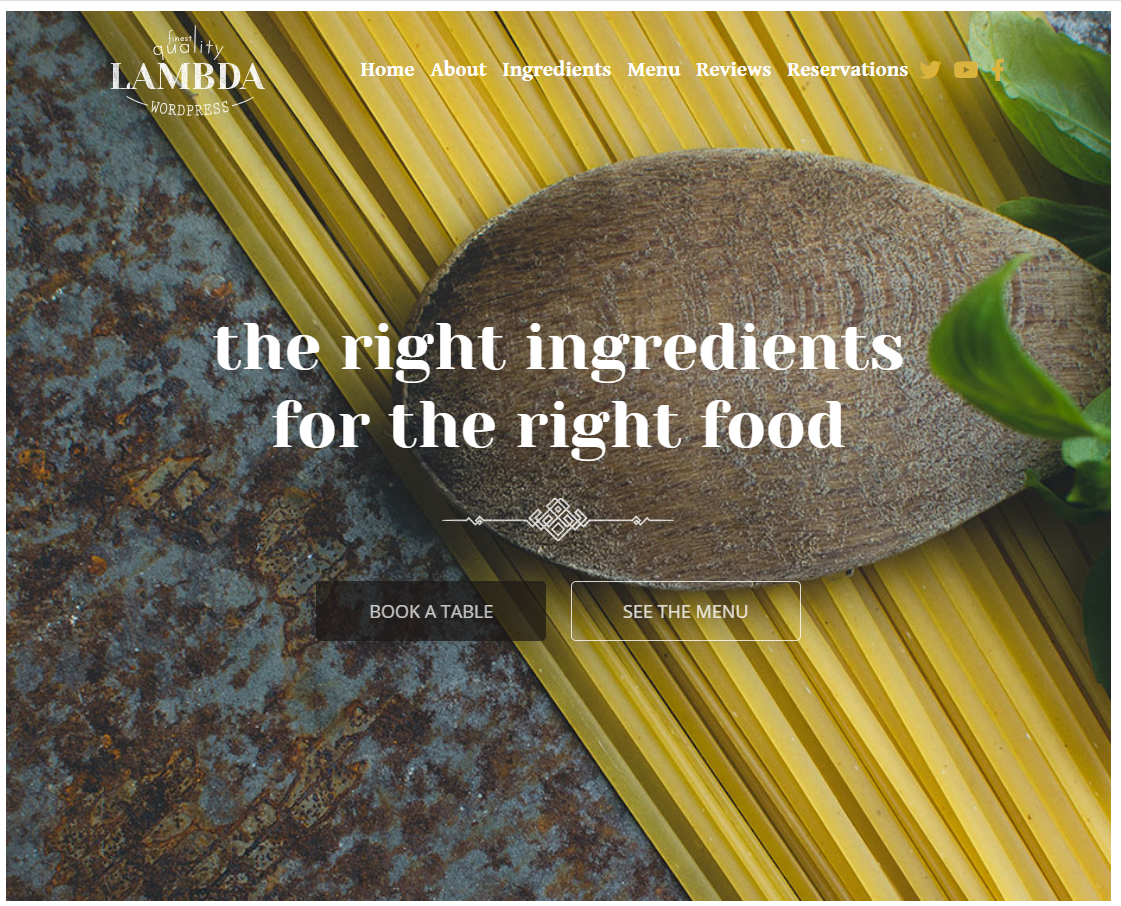 finest
quality
LAMBDA
WORDPRESS
Home About Ingredients Menu Reviews Reservations
the right ingredients
for the right food
BOOK A TABLE SEE THE MENU